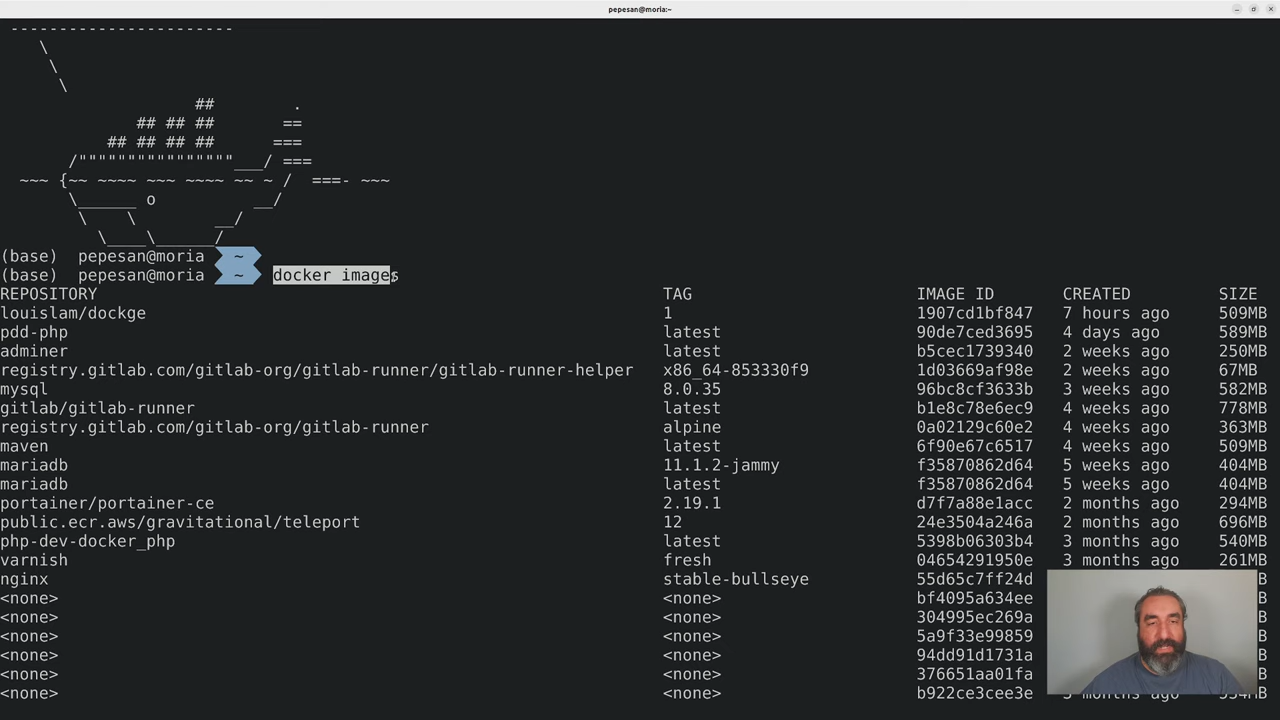 pepesan@moria:~
-----------------------
\
\
\
## .
## ## ## ==
## ## ## ## ===
/""""""""""""""""___/ ===
~~~ {~~ ~~~~ ~~~ ~~~~ ~~ ~ / ===- ~~~
\______ o __/
\ \ __/
\____\______/
(base) pepesan@moria ~
(base) pepesan@moria ~ docker images
REPOSITORY TAG IMAGE ID CREATED SIZE
louislam/dockge 1 1907cd1bf847 7 hours ago 509MB
pdd-php latest 90de7ced3695 4 days ago 589MB
adminer latest b5cec1739340 2 weeks ago 250MB
registry.gitlab.com/gitlab-org/gitlab-runner/gitlab-runner-helper x86_64-853330f9 1d03669af98e 2 weeks ago 67MB
mysql 8.0.35 96bc8cf3633b 3 weeks ago 582MB
gitlab/gitlab-runner latest b1e8c78e6ec9 4 weeks ago 778MB
registry.gitlab.com/gitlab-org/gitlab-runner alpine 0a02129c60e2 4 weeks ago 363MB
maven latest 6f90e67c6517 4 weeks ago 509MB
mariadb 11.1.2-jammy f35870862d64 5 weeks ago 404MB
mariadb latest f35870862d64 5 weeks ago 404MB
portainer/portainer-ce 2.19.1 d7f7a88e1acc 2 months ago 294MB
public.ecr.aws/gravitational/teleport 12 24e3504a246a 2 months ago 696MB
php-dev-docker_php latest 5398b06303b4 3 months ago 540MB
varnish fresh 04654291950e 3 months ago 261MB
nginx stable-bullseye 55d65c7ff24d
<none> <none> bf4095a634ee
<none> <none> 304995ec269a
<none> <none> 5a9f33e99859
<none> <none> 94dd91d1731a
<none> <none> 376651aa01fa
<none> <none> b922ce3cee3e months ago